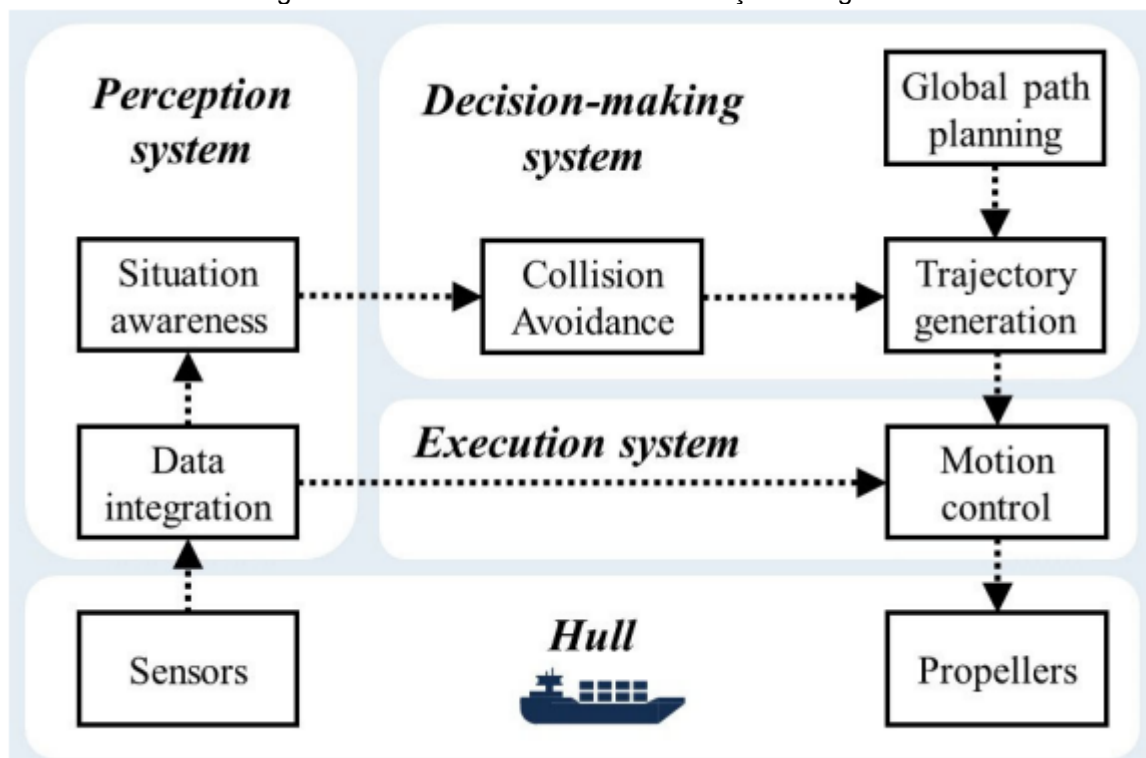 Perception
system
Decision-making
system
Global path
planning
Situation
awareness
Collision
Avoidance
Trajectory
generation
Data
integration
Execution system
Motion
control
Sensors
Hull
Propellers